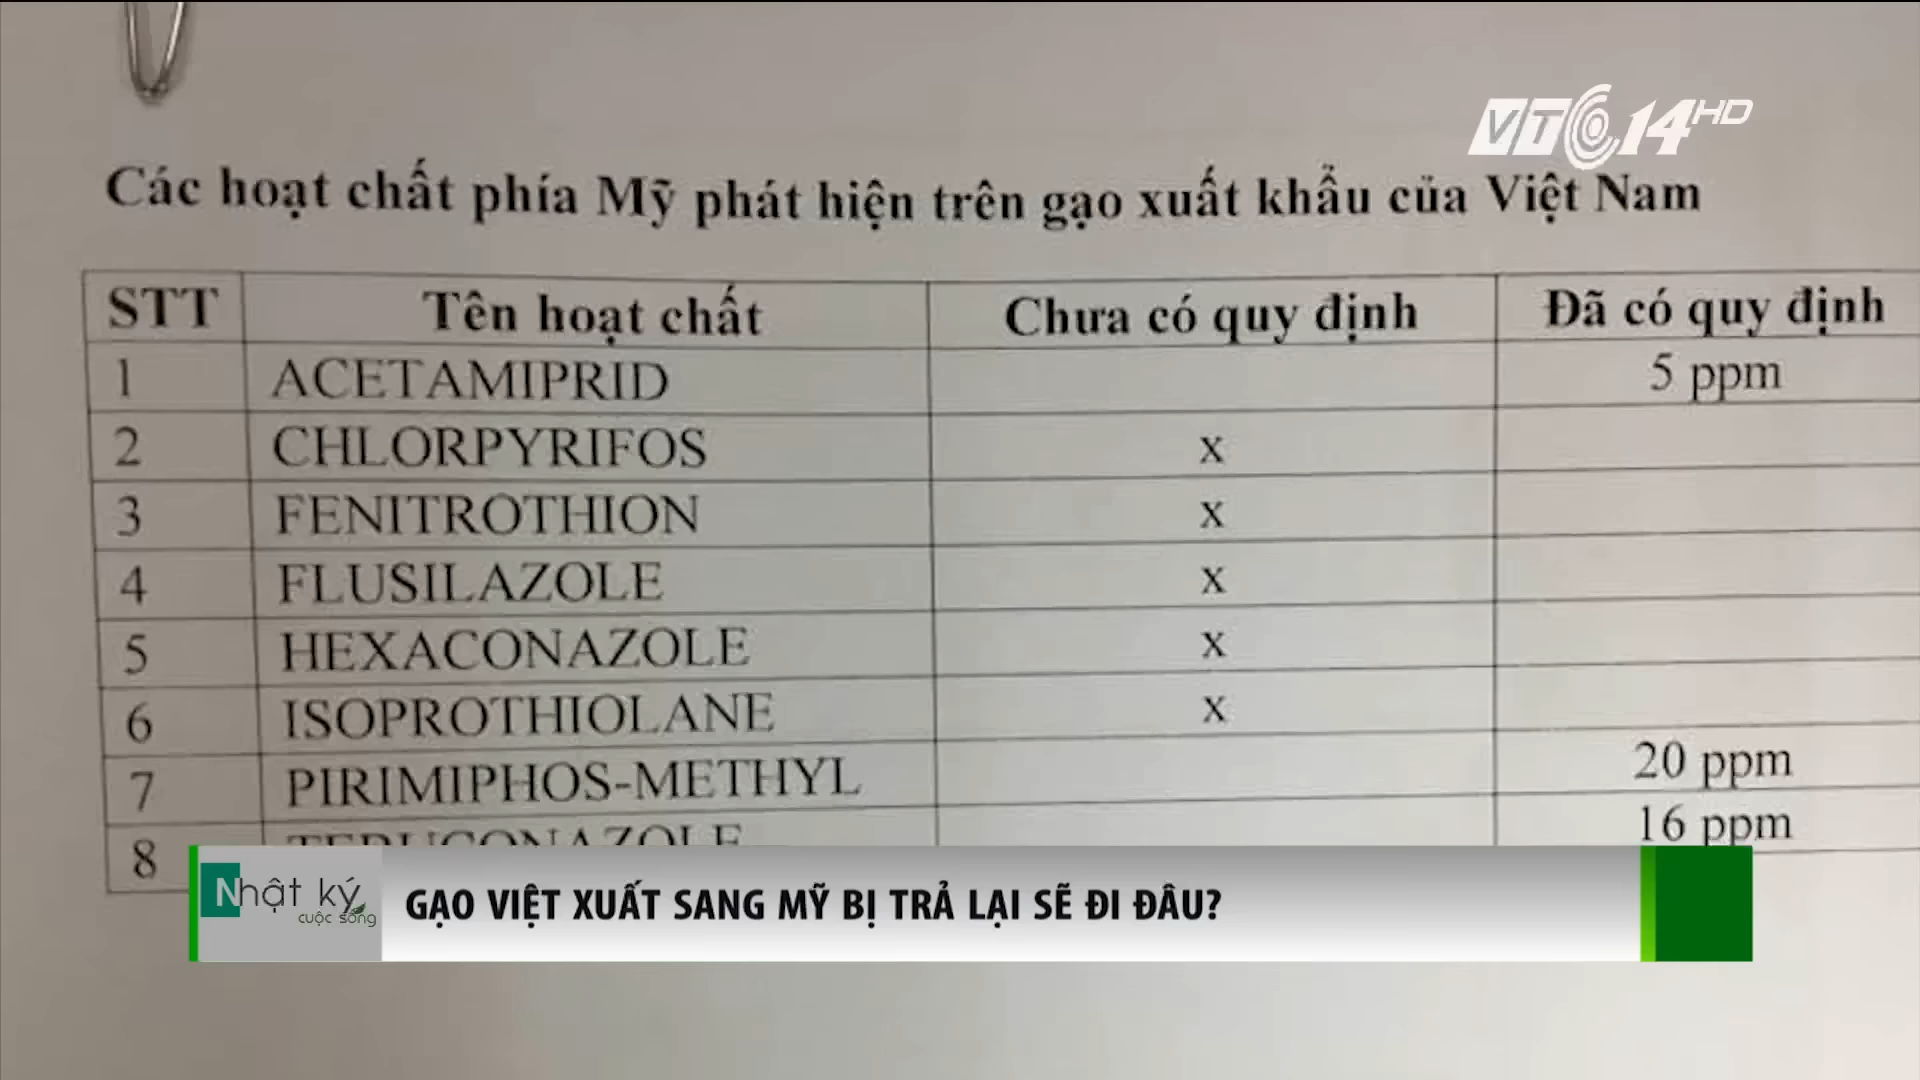 VTC14 HD
Các hoạt chất phía Mỹ phát hiện trên gạo xuất khẩu của Việt Nam
STT Tên hoạt chất Chưa có quy định Đã có quy định
1 ACETAMIPRID 5 ppm
2 CHLORPYRIFOS x
3 FENITROTHION x
4 FLUSILAZOLE x
5 HEXACONAZOLE x
6 ISOPROTHIOLANE x
7 PIRIMIPHOS-METHYL 20 ppm
8 TEBUCONAZOLE 16 ppm
Nhật ký
cuộc sống
GẠO VIỆT XUẤT SANG MỸ BỊ TRẢ LẠI SẼ ĐI ĐÂU?